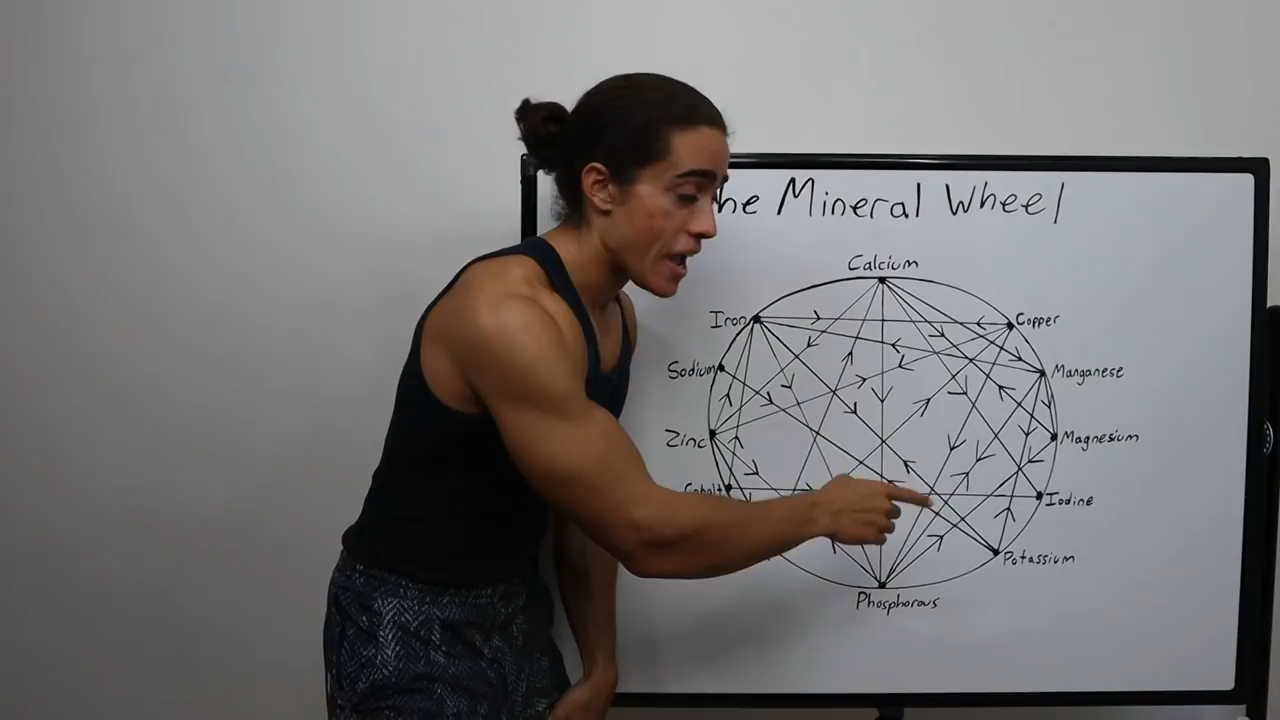 he Mineral Wheel
Calcium
Iron
Copper
Sodium
Manganese
Zinc
Magnesium
Cobalt
Iodine
Potassium
Phosphorous